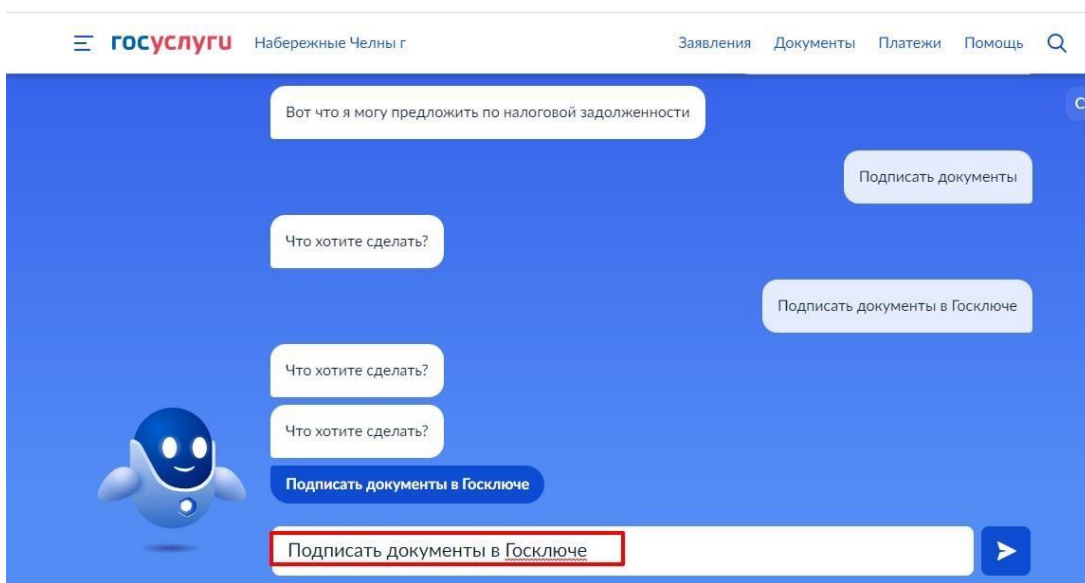 госуслуги Набережные Челны г Заявления Документы Платежи Помощь
Вот что я могу предложить по налоговой задолженности
Подписать документы
Что хотите сделать?
Подписать документы в Госключе
Что хотите сделать?
Что хотите сделать?
Подписать документы в Госключе
Подписать документы в Госключе